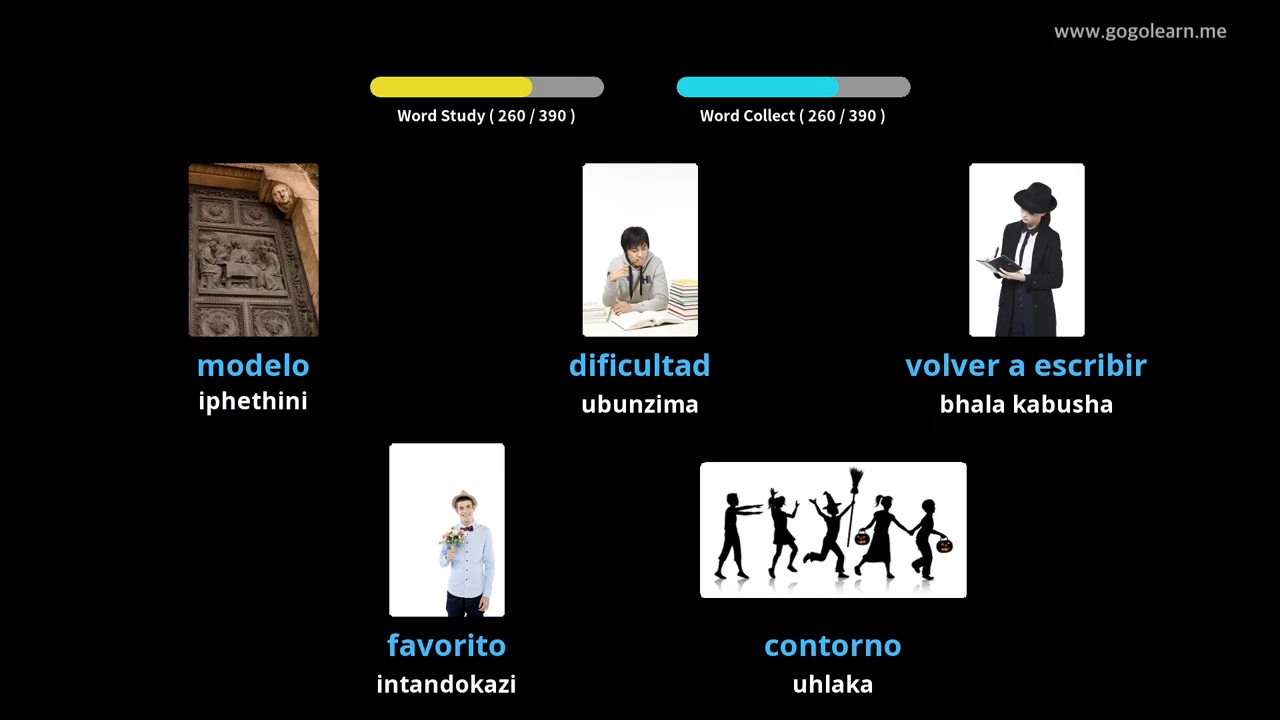 www.gogolearn.me
Word Study ( 260 / 390 )
Word Collect ( 260 / 390 )
modelo
iphethini
dificultad
ubunzima
volver a escribir
bhala kabusha
favorito
intandokazi
contorno
uhlaka